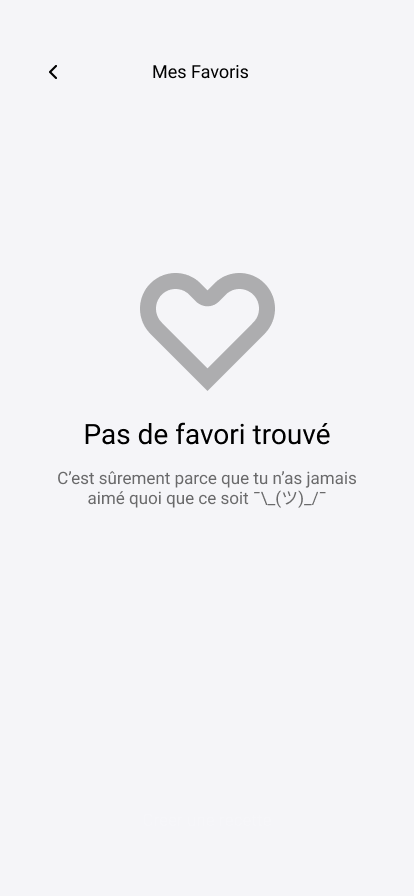 Mes Favoris
Pas de favori trouvé
C’est sûrement parce que tu n’as jamais
aimé quoi que ce soit ¯\_(ツ)_/¯